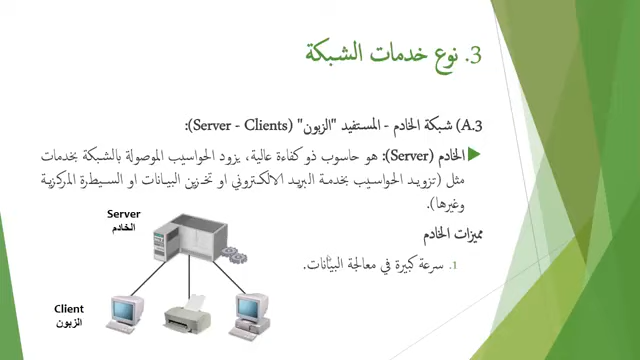 3. نوع خدمات الشبكة
A.3) شبكة الخادم - المستفيد "الزبون" (Server - Clients):
الخادم (Server): هو حاسوب ذو كفاءة عالية، يزود الحواسيب الموصولة بالشبكة بخدمات
مثل (تزويد الحواسيب بخدمة البريد الالكتروني او تخزين البيانات او السيطرة المركزية
وغيرها).
مميزات الخادم
1. سرعة كبيرة في معالجة البيانات.
Server
الخادم
Client
الزبون